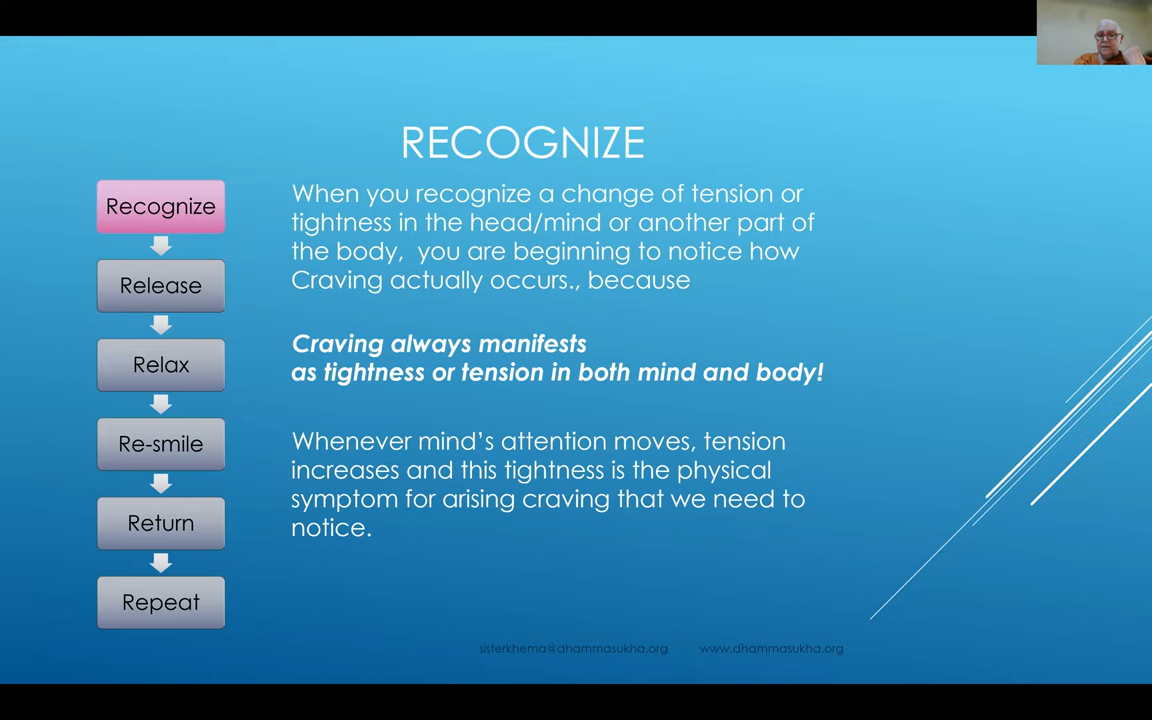 RECOGNIZE
Recognize
Release
Relax
Re-smile
Return
Repeat
When you recognize a change of tension or
tightness in the head/mind or another part of
the body,  you are beginning to notice how
Craving actually occurs., because
Craving always manifests
as tightness or tension in both mind and body!
Whenever mind’s attention moves, tension
increases and this tightness is the physical
symptom for arising craving that we need to
notice.
sisterkhema@dhammasukha.org www.dhammasukha.org